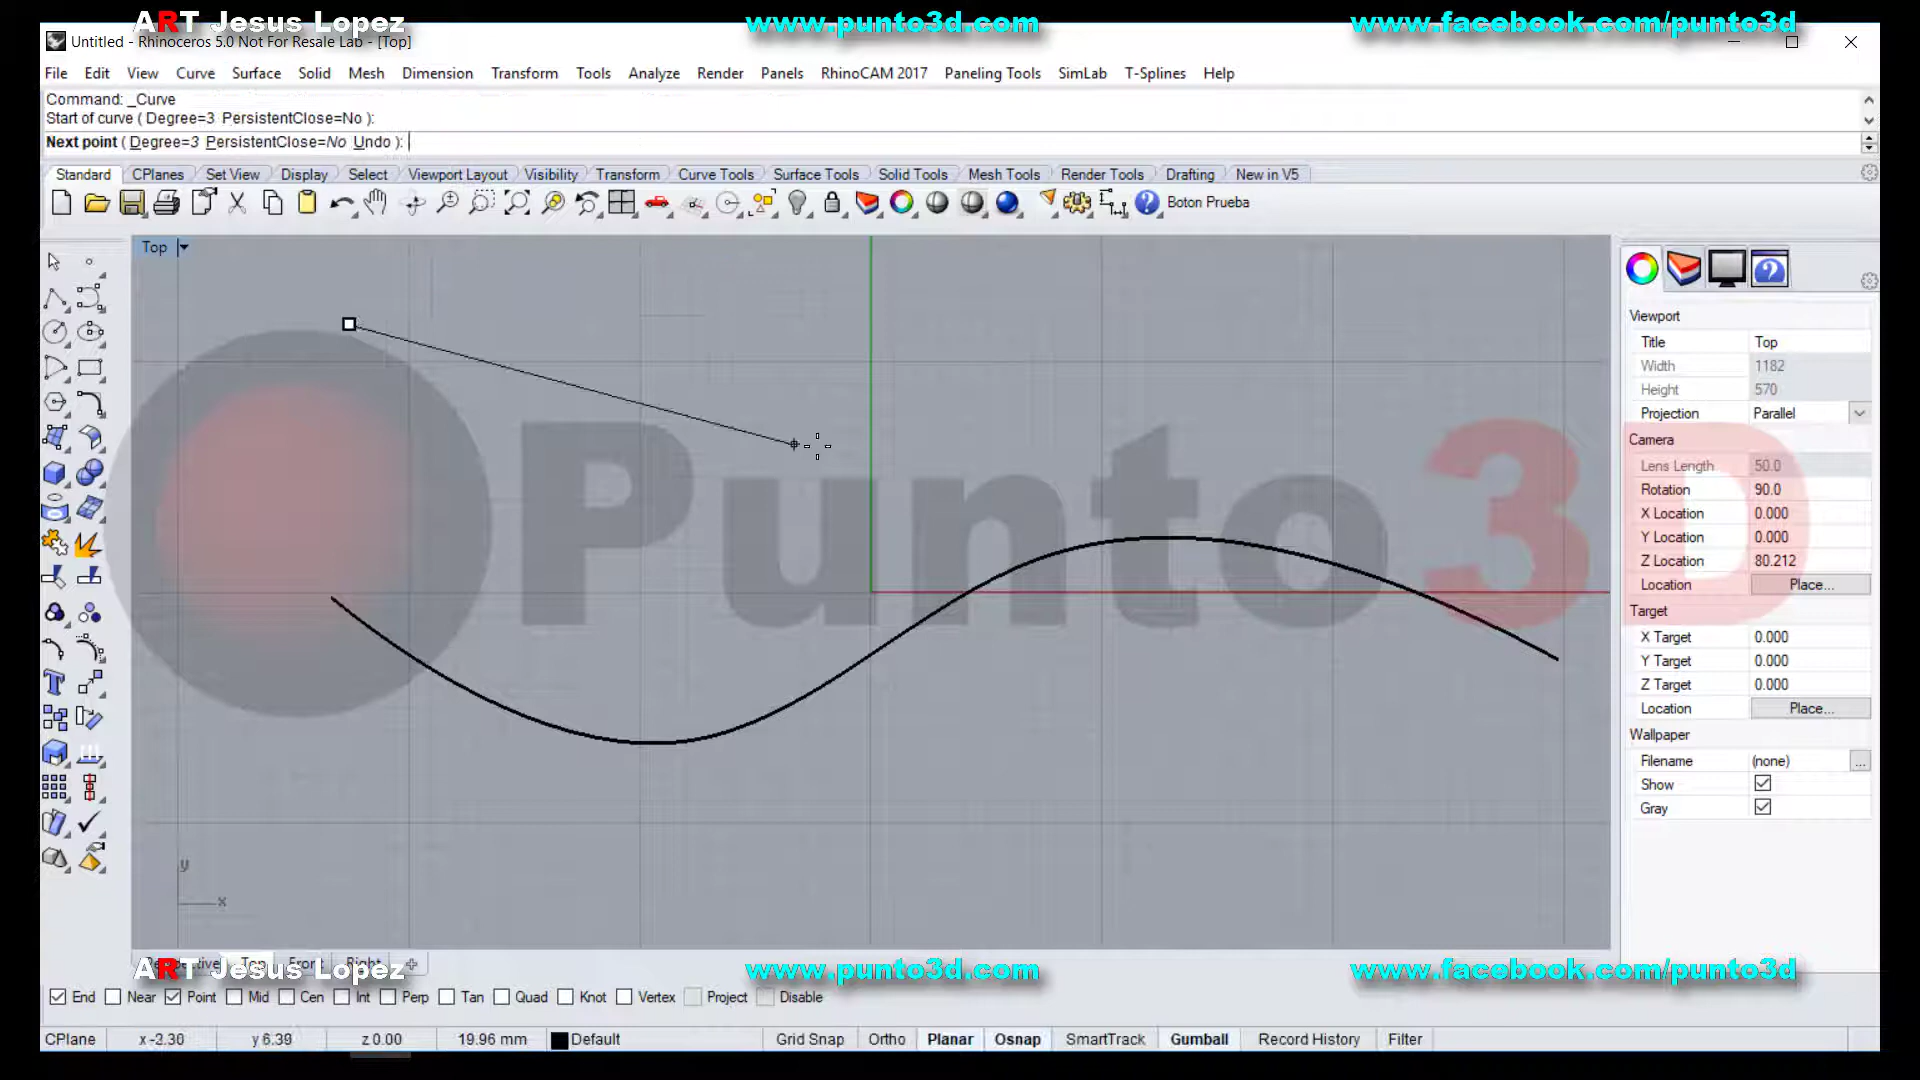 ART Jesus Lopez www.punto3d.com www.facebook.com/punto3d
Untitled - Rhinoceros 5.0 Not For Resale Lab - [Top]
File Edit View Curve Surface Solid Mesh Dimension Transform Tools Analyze Render Panels RhinoCAM 2017 Paneling Tools SimLab T-Splines Help
Command: _Curve
Start of curve ( Degree=3 PersistentClose=No ):
Next point ( Degree=3 PersistentClose=No Undo ):
Standard CPlanes Set View Display Select Viewport Layout Visibility Transform Curve Tools Surface Tools Solid Tools Mesh Tools Render Tools Drafting New in V5
Boton Prueba
Top
Viewport
Title Top
Width 1182
Height 570
Projection Parallel
Camera
Lens Length 50.0
Rotation 90.0
X Location 0.000
Y Location 0.000
Z Location 80.212
Location Place...
Target
X Target 0.000
Y Target 0.000
Z Target 0.000
Location Place...
Wallpaper
Filename (none) ...
Show
Gray
Punto 3D
y
x
Perspective Top Front Right
ART Jesus Lopez www.punto3d.com www.facebook.com/punto3d
End Near Point Mid Cen Int Perp Tan Quad Knot Vertex Project Disable
CPlane x -2.30 y 6.39 z 0.00 19.96 mm Default Grid Snap Ortho Planar Osnap SmartTrack Gumball Record History Filter